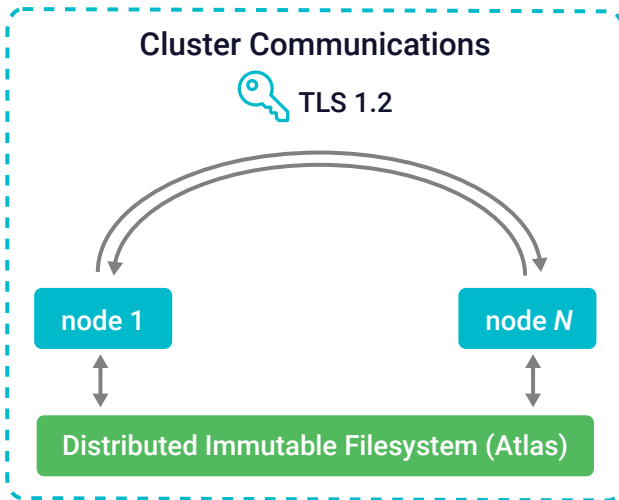 Cluster Communications
TLS 1.2
node 1
node N
Distributed Immutable Filesystem (Atlas)